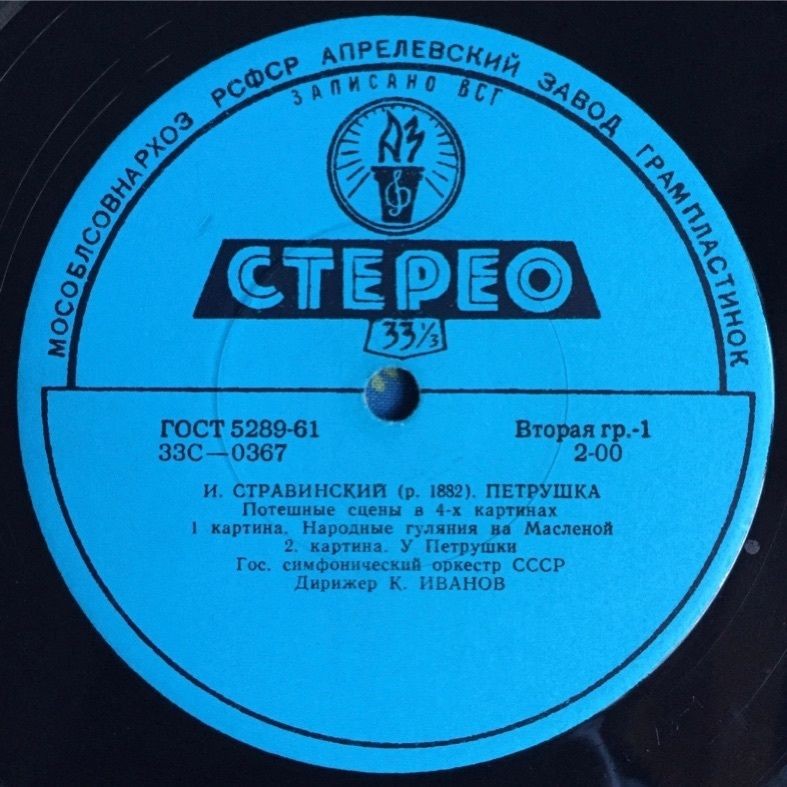 МОСОБЛСОВНАРХОЗ РСФСР АПРЕЛЕВСКИЙ ЗАВОД ГРАМПЛАСТИНОК
ЗАПИСАНО ВСГ
АЗ
СТЕРЕО
33⅓
ГОСТ 5289-61 Вторая гр.-1
33С—0367 2-00
И. СТРАВИНСКИЙ (р. 1882). ПЕТРУШКА
Потешные сцены в 4-х картинах
1 картина. Народные гуляния на Масленой
2. картина. У Петрушки
Гос. симфонический оркестр СССР
Дирижер К. ИВАНОВ